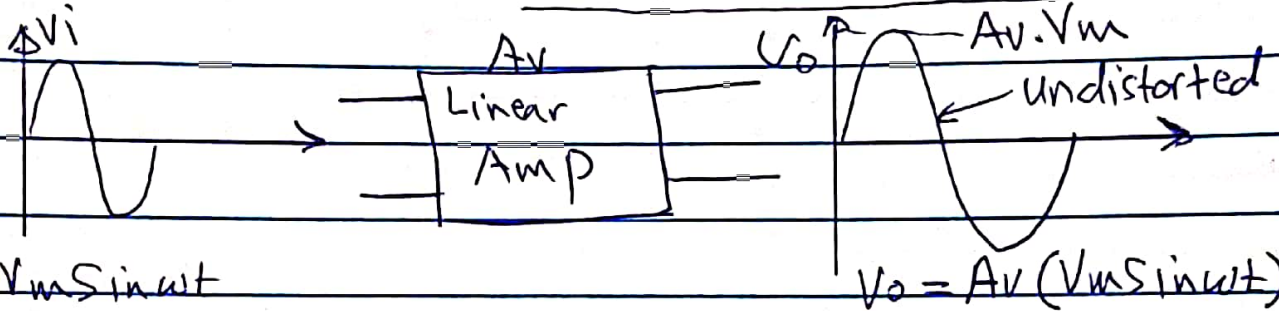 Vi
Av
Linear
Amp
Vo
Av.Vm
undistorted
VmSinωt
Vo = Av (VmSinωt)